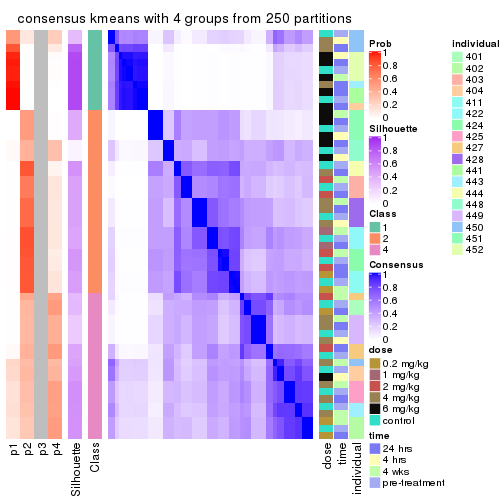 consensus kmeans with 4 groups from 250 partitions
Prob
1
0.8
0.6
0.4
0.2
0
Silhouette
1
0.8
0.6
0.4
0.2
0
Class
1
2
4
Consensus
1
0.8
0.6
0.4
0.2
0
dose
0.2 mg/kg
1 mg/kg
2 mg/kg
4 mg/kg
6 mg/kg
control
time
24 hrs
4 hrs
4 wks
pre-treatment
individual
401
402
403
404
411
422
424
425
427
428
441
443
444
448
449
450
451
452
p1
p2
p3
p4
Silhouette
Class
dose
time
individual